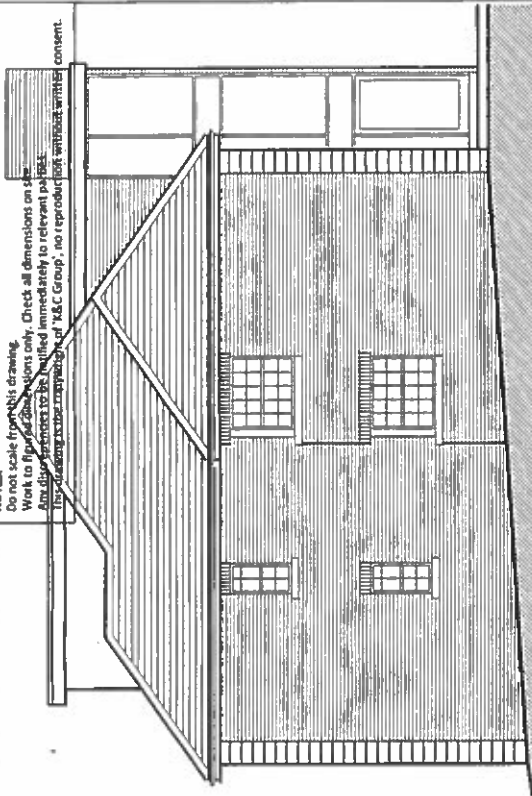 Do not scale from this drawing.
Work to figured dimensions only. Check all dimensions on site.
Any discrepencies to be notified immediately to relevant parties.
This drawing is the copyright of 'K&C Group', no reproduction without written consent.